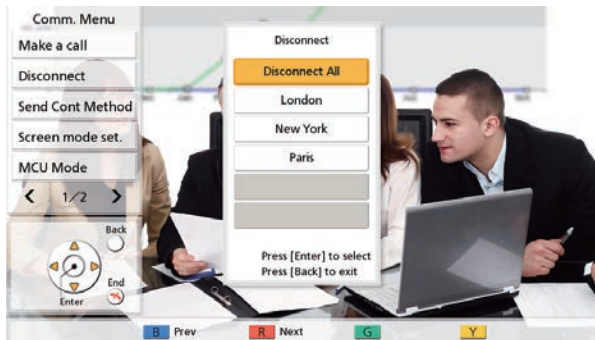 Comm. Menu
Make a call
Disconnect
Send Cont Method
Screen mode set.
MCU Mode
1/2
Back
End
Enter
Disconnect
Disconnect All
London
New York
Paris
Press [Enter] to select
Press [Back] to exit
B Prev R Next G Y